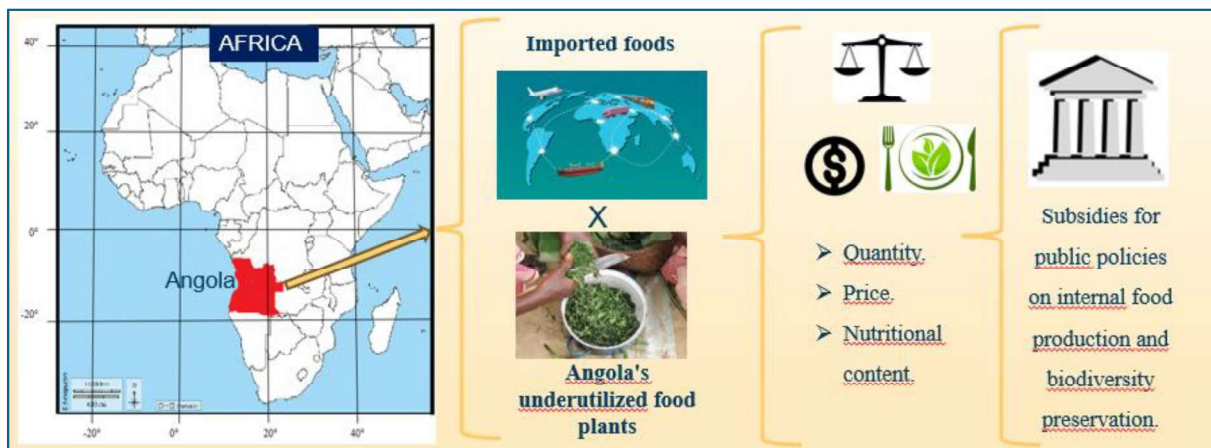 AFRICA
40°
20°
0°
-20°
-20°
0°
20°
40°
Angola
Imported foods
X
Angola's
underutilized food
plants
$
➢ Quantity.
➢ Price.
➢ Nutritional
content.
Subsidies for
public policies
on internal food
production and
biodiversity
preservation.